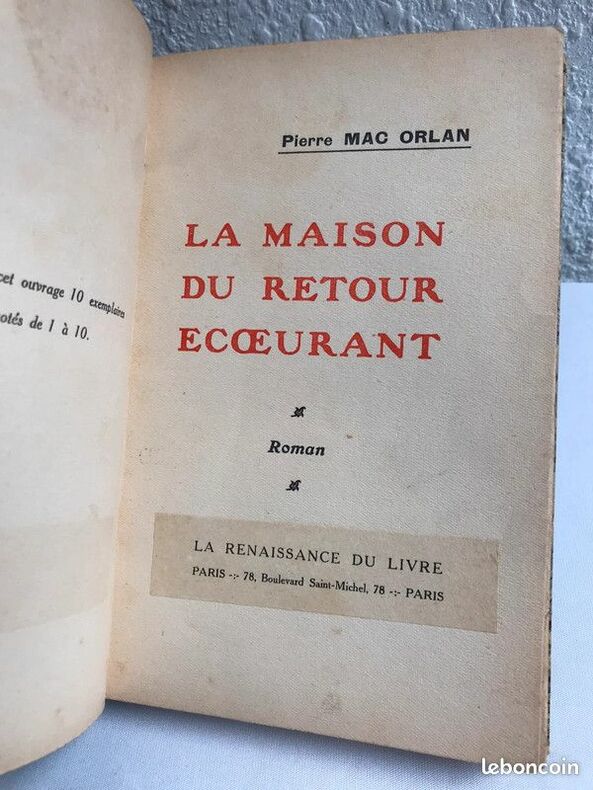 cet ouvrage 10 exemplaires
otés de 1 à 10.
Pierre MAC ORLAN
LA MAISON
DU RETOUR
ECŒURANT
Roman
LA RENAISSANCE DU LIVRE
PARIS -:- 78, Boulevard Saint-Michel, 78 -:- PARIS
leboncoin